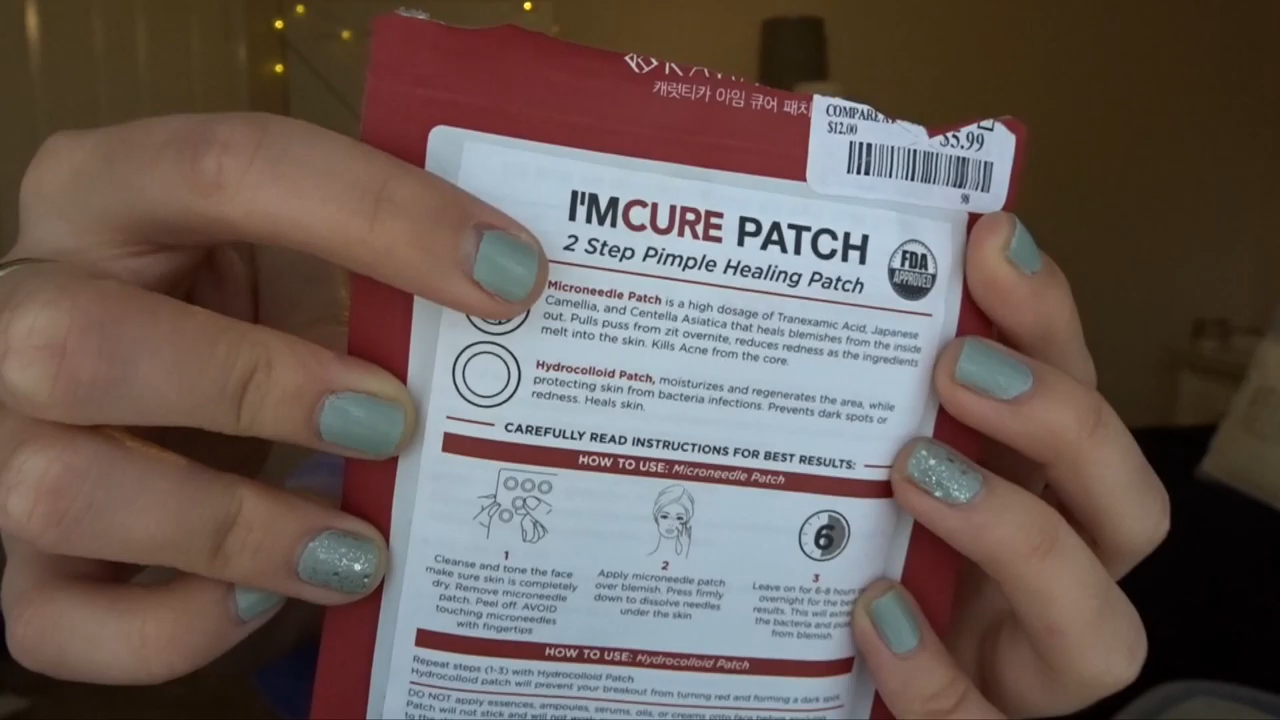 캐럿티카 아임 큐어 패치
COMPARE AT
$12.00
$5.99
98
I'MCURE PATCH
2 Step Pimple Healing Patch
FDA
APPROVED
Microneedle Patch is a high dosage of Tranexamic Acid, Japanese
Camellia, and Centella Asiatica that heals blemishes from the inside
out. Pulls puss from zit overnite, reduces redness as the ingredients
melt into the skin. Kills Acne from the core.
Hydrocolloid Patch, moisturizes and regenerates the area, while
protecting skin from bacteria infections. Prevents dark spots or
redness. Heals skin.
CAREFULLY READ INSTRUCTIONS FOR BEST RESULTS:
HOW TO USE: Microneedle Patch
6
1
Cleanse and tone the face
make sure skin is completely
dry. Remove microneedle
patch. Peel off. AVOID
touching microneedles
with fingertips
2
Apply microneedle patch
over blemish. Press firmly
down to dissolve needles
under the skin
3
Leave on for 6-8 hours
overnight for the best
results. This will extract
the bacteria and
from blemish
HOW TO USE: Hydrocolloid Patch
Repeat steps (1-3) with Hydrocolloid Patch
Hydrocolloid patch will prevent your breakout from turning red and forming a dark spot.
DO NOT apply essences, ampoules, serums, oils, or creams onto face before applying
Patch will not stick and will not